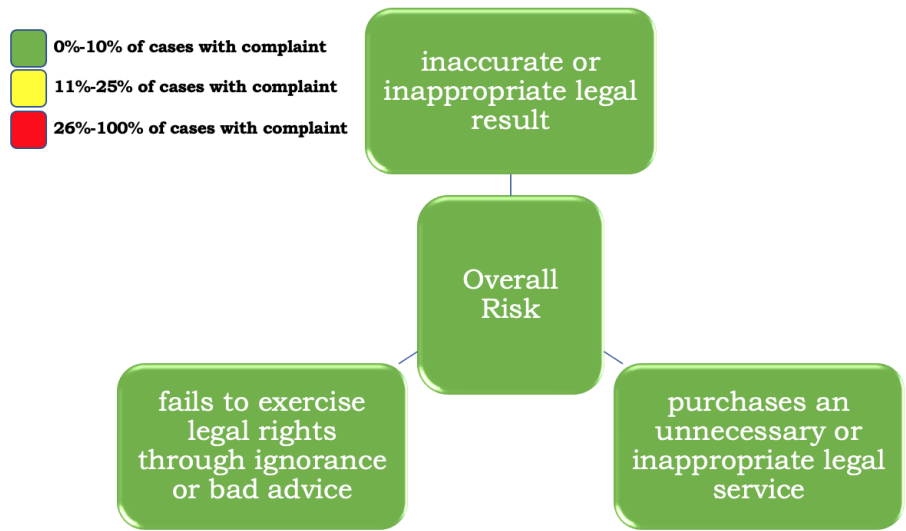 0%-10% of cases with complaint
11%-25% of cases with complaint
26%-100% of cases with complaint
inaccurate or
inappropriate legal
result
Overall
Risk
fails to exercise
legal rights
through ignorance
or bad advice
purchases an
unnecessary or
inappropriate legal
service